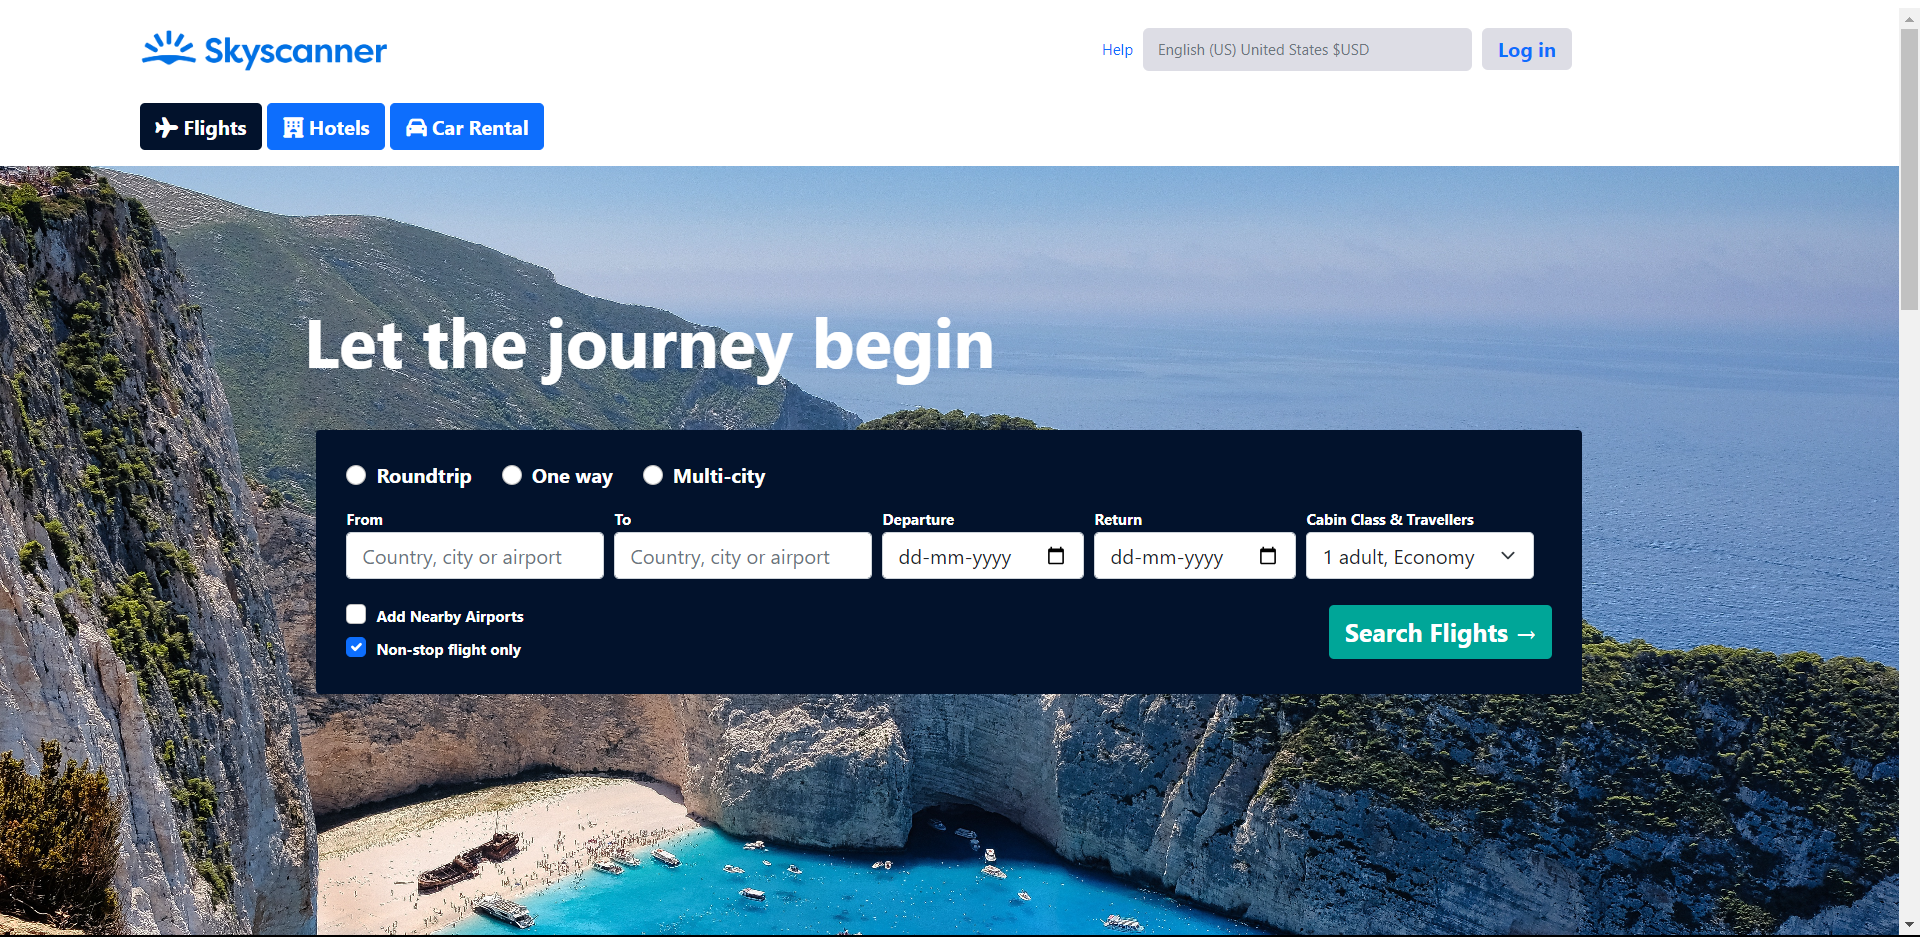 Skyscanner
Help
English (US) United States $USD
Log in
Flights
Hotels
Car Rental
Let the journey begin
Roundtrip
One way
Multi-city
From
To
Departure
Return
Cabin Class & Travellers
Country, city or airport
Country, city or airport
dd-mm-yyyy
dd-mm-yyyy
1 adult, Economy
Add Nearby Airports
Non-stop flight only
Search Flights →